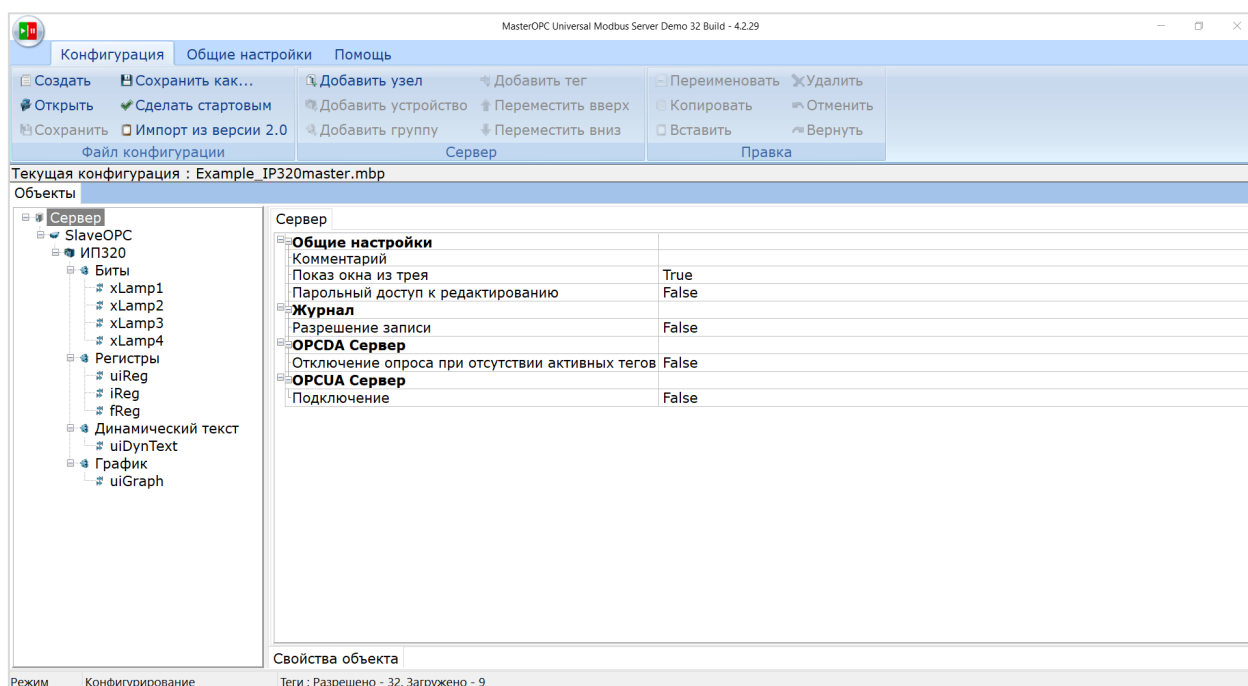 MasterOPC Universal Modbus Server Demo 32 Build - 4.2.29
Конфигурация Общие настройки Помощь
Создать Сохранить как... Добавить узел Добавить тег Переименовать Удалить
Открыть Сделать стартовым Добавить устройство Переместить вверх Копировать Отменить
Сохранить Импорт из версии 2.0 Добавить группу Переместить вниз Вставить Вернуть
Файл конфигурации Сервер Правка
Текущая конфигурация : Example_IP320master.mbp
Объекты
Сервер
SlaveOPC
ИП320
Биты
xLamp1
xLamp2
xLamp3
xLamp4
Регистры
uiReg
iReg
fReg
Динамический текст
uiDynText
График
uiGraph
Сервер
Общие настройки
Комментарий
Показ окна из трея True
Парольный доступ к редактированию False
Журнал
Разрешение записи False
OPCDA Сервер
Отключение опроса при отсутствии активных тегов False
OPCUA Сервер
Подключение False
Свойства объекта
Режим Конфигурирование Теги : Разрешено - 32, Загружено - 9